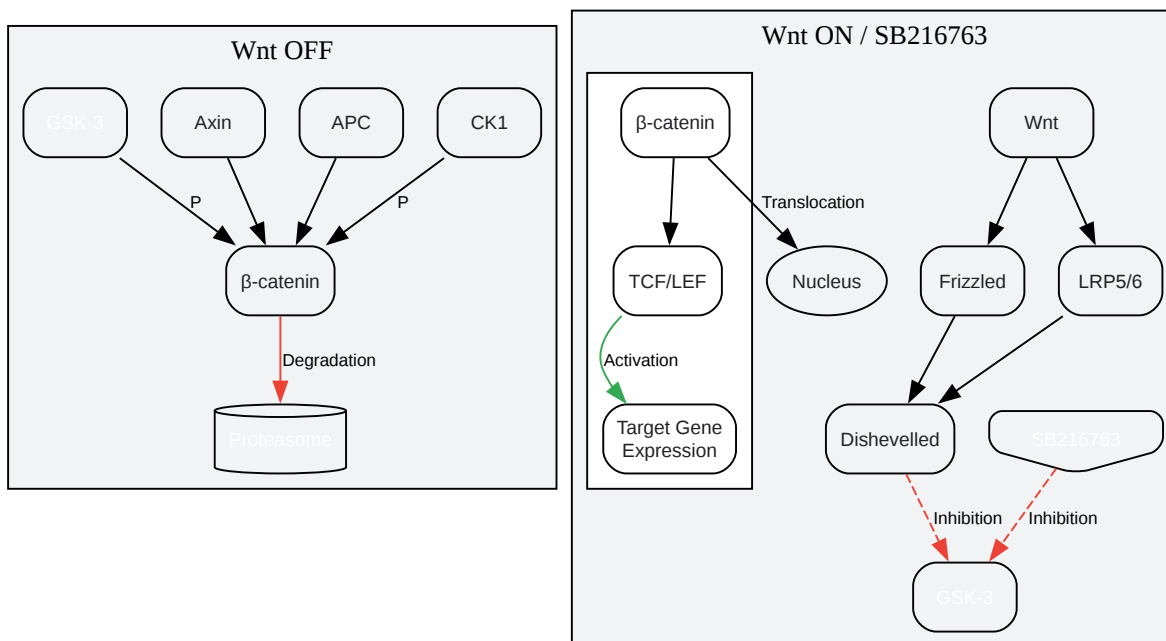 Wnt OFF
GSK-3
Axin
APC
CK1
P
P
β-catenin
Degradation
Proteasome
Wnt ON / SB216763
β-catenin
Wnt
Translocation
TCF/LEF
Nucleus
Frizzled
LRP5/6
Activation
Target Gene
Expression
Dishevelled
SB216763
Inhibition
Inhibition
GSK-3